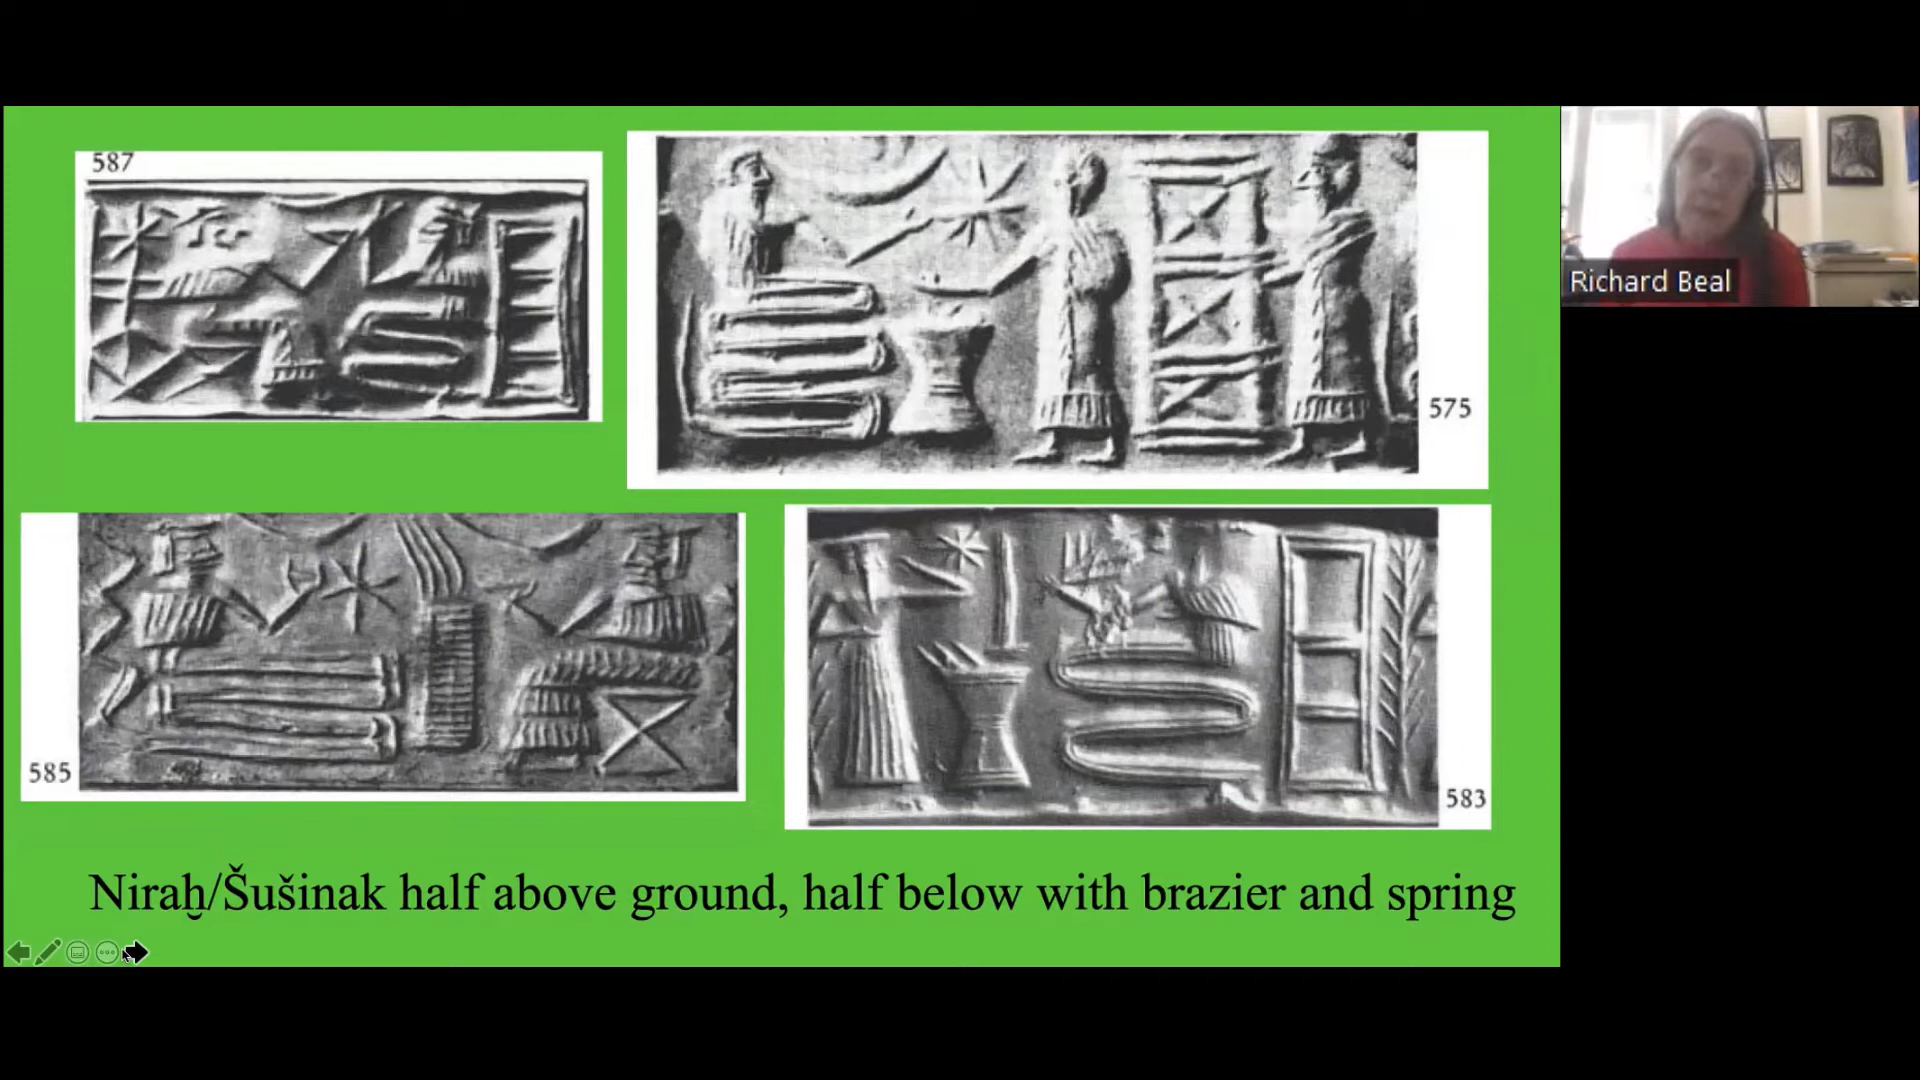 587
575
Richard Beal
585
583
Niraḫ/Šušinak half above ground, half below with brazier and spring